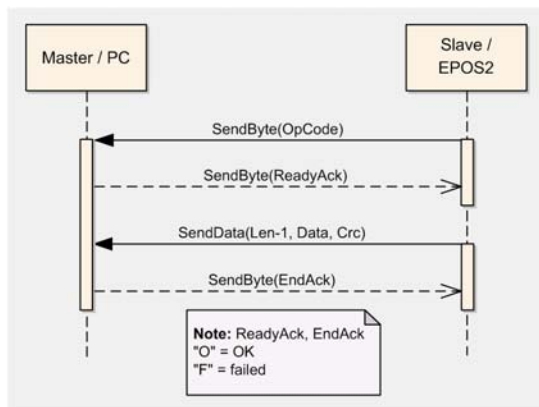 Master / PC
Slave /
EPOS2
SendByte(OpCode)
SendByte(ReadyAck)
SendData(Len-1, Data, Crc)
SendByte(EndAck)
Note: ReadyAck, EndAck
"O" = OK
"F" = failed